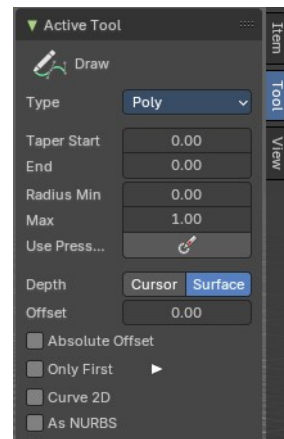 Active Tool
Draw
Type Poly
Taper Start 0.00
End 0.00
Radius Min 0.00
Max 1.00
Use Press...
Depth Cursor Surface
Offset 0.00
Absolute Offset
Only First
Curve 2D
As NURBS
Item
Tool
View